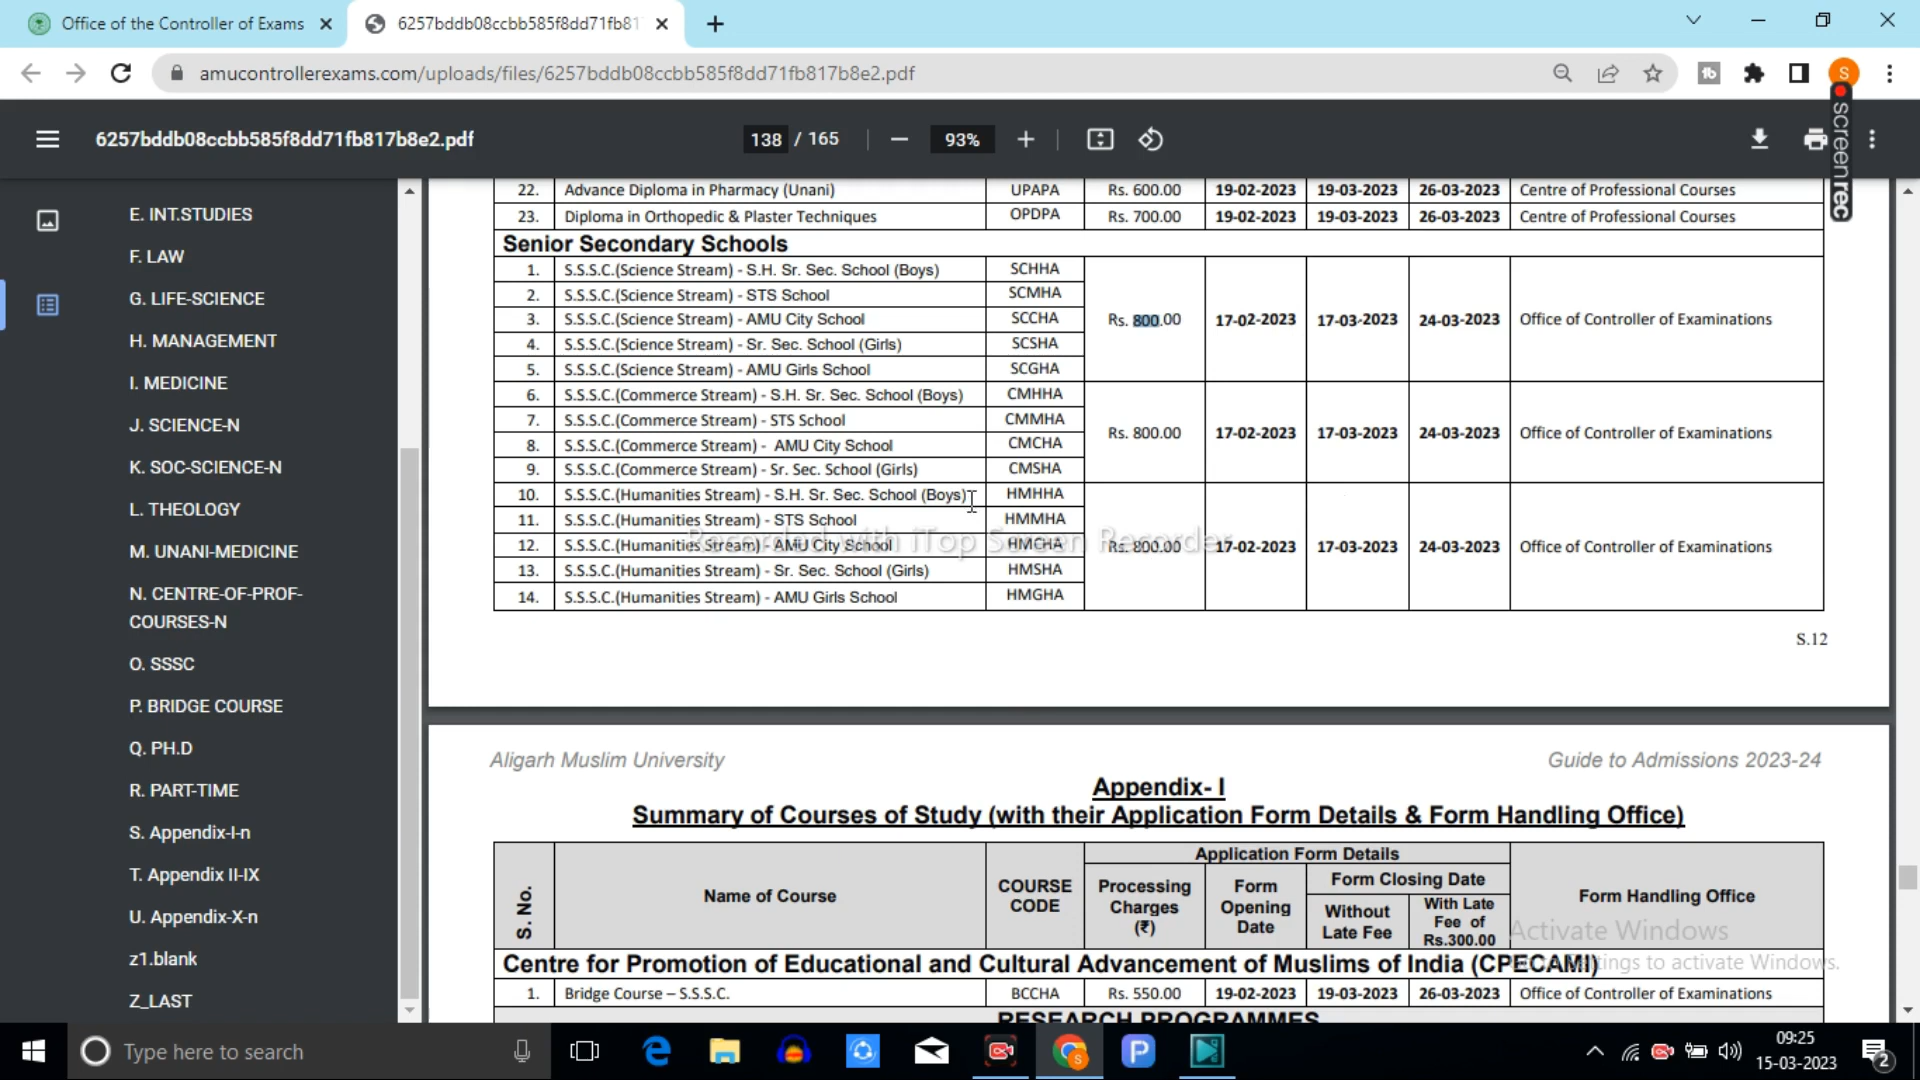 Office of the Controller of Exams
6257bddb08ccbb585f8dd71fb81
amucontrollerexams.com/uploads/files/6257bddb08ccbb585f8dd71fb817b8e2.pdf
S
6257bddb08ccbb585f8dd71fb817b8e2.pdf
138 / 165
93%
screenrec
E. INT.STUDIES
F. LAW
G. LIFE-SCIENCE
H. MANAGEMENT
I. MEDICINE
J. SCIENCE-N
K. SOC-SCIENCE-N
L. THEOLOGY
M. UNANI-MEDICINE
N. CENTRE-OF-PROF-
COURSES-N
O. SSSC
P. BRIDGE COURSE
Q. PH.D
R. PART-TIME
S. Appendix-I-n
T. Appendix II-IX
U. Appendix-X-n
z1.blank
Z_LAST
22. Advance Diploma in Pharmacy (Unani) UPAPA Rs. 600.00 19-02-2023 19-03-2023 26-03-2023 Centre of Professional Courses
23. Diploma in Orthopedic & Plaster Techniques OPDPA Rs. 700.00 19-02-2023 19-03-2023 26-03-2023 Centre of Professional Courses
Senior Secondary Schools
1. S.S.S.C.(Science Stream) - S.H. Sr. Sec. School (Boys) SCHHA
2. S.S.S.C.(Science Stream) - STS School SCMHA
3. S.S.S.C.(Science Stream) - AMU City School SCCHA Rs. 800.00 17-02-2023 17-03-2023 24-03-2023 Office of Controller of Examinations
4. S.S.S.C.(Science Stream) - Sr. Sec. School (Girls) SCSHA
5. S.S.S.C.(Science Stream) - AMU Girls School SCGHA
6. S.S.S.C.(Commerce Stream) - S.H. Sr. Sec. School (Boys) CMHHA
7. S.S.S.C.(Commerce Stream) - STS School CMMHA
Rs. 800.00 17-02-2023 17-03-2023 24-03-2023 Office of Controller of Examinations
8. S.S.S.C.(Commerce Stream) - AMU City School CMCHA
9. S.S.S.C.(Commerce Stream) - Sr. Sec. School (Girls) CMSHA
10. S.S.S.C.(Humanities Stream) - S.H. Sr. Sec. School (Boys) HMHHA
11. S.S.S.C.(Humanities Stream) - STS School HMMHA
Recorded with iTop Screen Recorder
12. S.S.S.C.(Humanities Stream) - AMU City School HMCHA Rs. 800.00 17-02-2023 17-03-2023 24-03-2023 Office of Controller of Examinations
13. S.S.S.C.(Humanities Stream) - Sr. Sec. School (Girls) HMSHA
14. S.S.S.C.(Humanities Stream) - AMU Girls School HMGHA
S.12
Aligarh Muslim University Guide to Admissions 2023-24
Appendix- I
Summary of Courses of Study (with their Application Form Details & Form Handling Office)
S. No.
Name of Course
COURSE
CODE
Application Form Details
Processing
Charges
(₹)
Form
Opening
Date
Form Closing Date
Without
Late Fee
With Late
Fee of
Rs.300.00
Form Handling Office
Centre for Promotion of Educational and Cultural Advancement of Muslims of India (CPECAMI)
1. Bridge Course – S.S.S.C. BCCHA Rs. 550.00 19-02-2023 19-03-2023 26-03-2023 Office of Controller of Examinations
RESEARCH PROGRAMMES
Activate Windows
Go to Settings to activate Windows.
Type here to search
09:25
15-03-2023
2